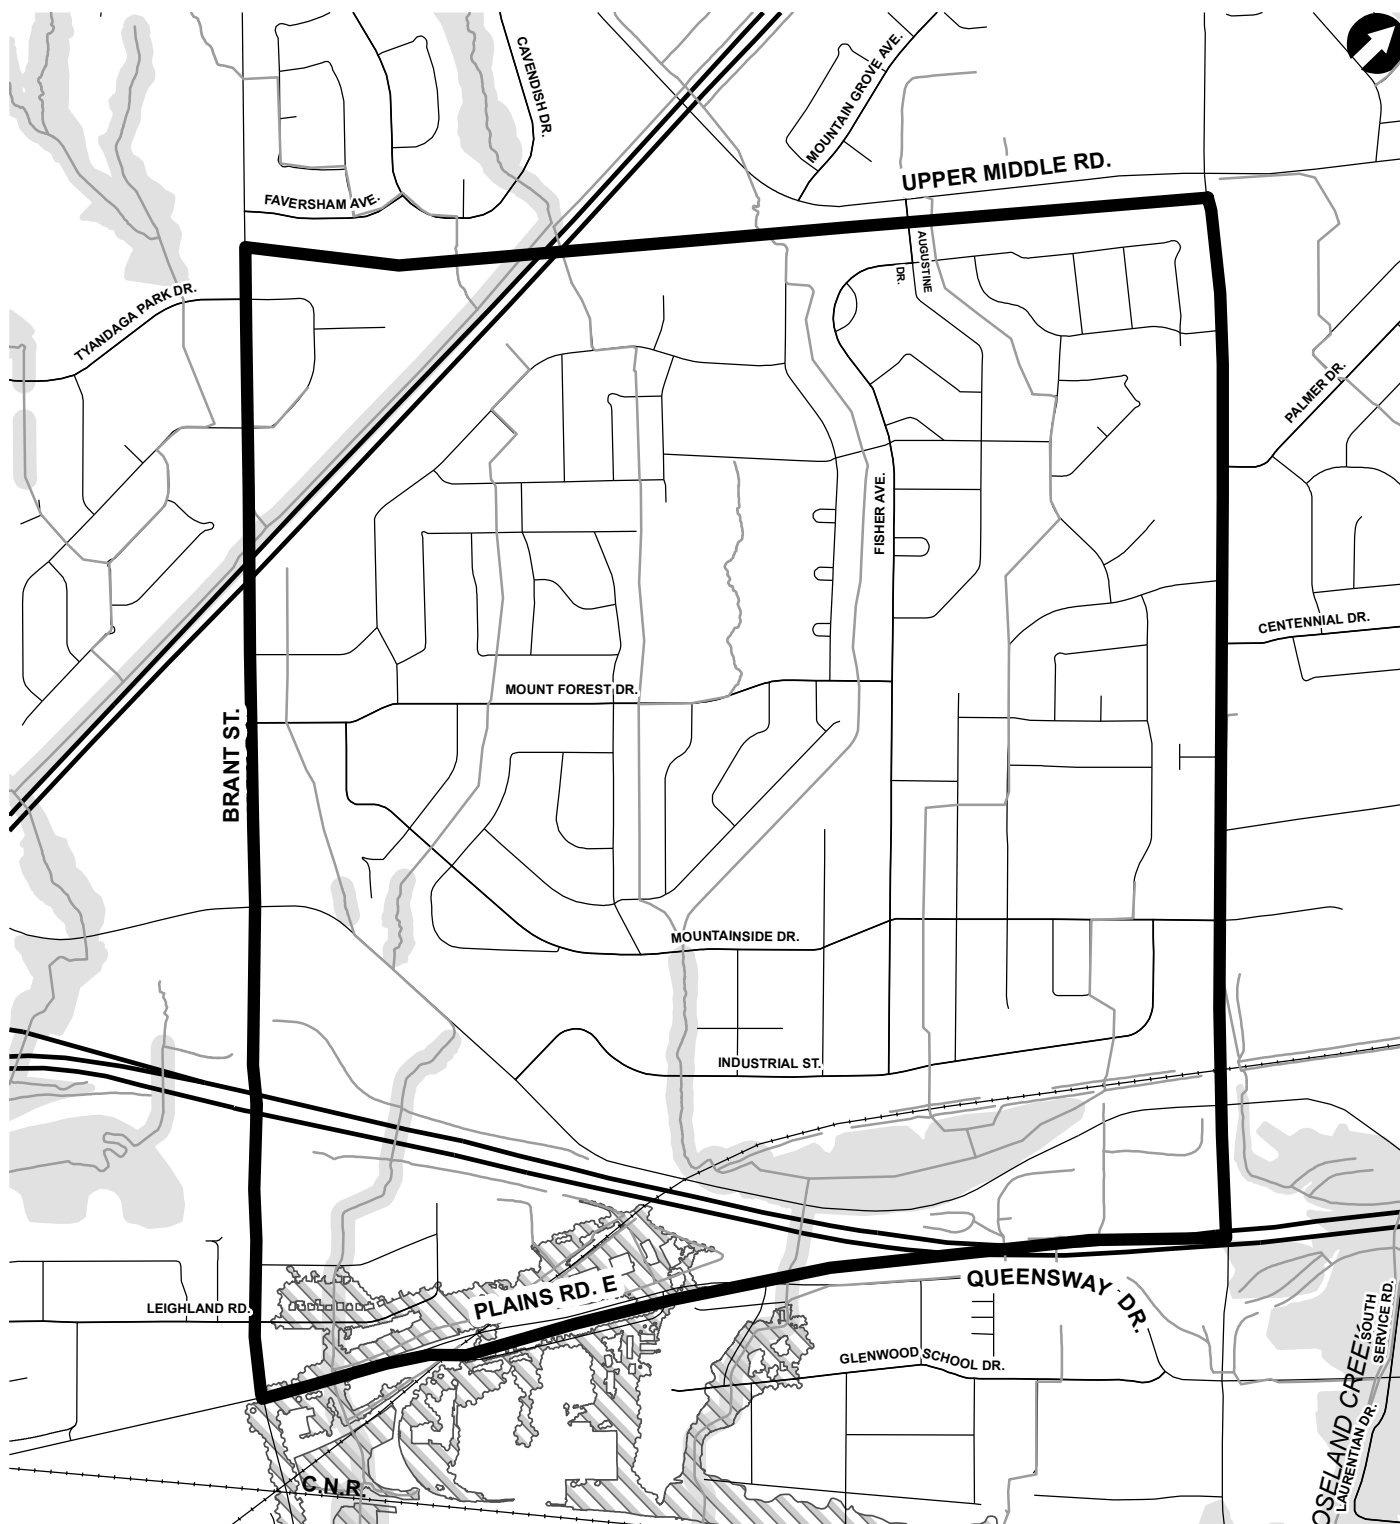 CAVENDISH DR.
MOUNTAIN GROVE AVE.
UPPER MIDDLE RD.
FAVERSHAM AVE.
AUGUSTINE
DR.
TYANDAGA PARK DR.
PALMER DR.
FISHER AVE.
CENTENNIAL DR.
MOUNT FOREST DR.
BRANT ST.
MOUNTAINSIDE DR.
INDUSTRIAL ST.
QUEENSWAY DR.
PLAINS RD. E
LEIGHLAND RD.
SOUTH
SERVICE RD.
GLENWOOD SCHOOL DR.
OSELAND CREE
LAURENTIAN DR.
C.N.R.